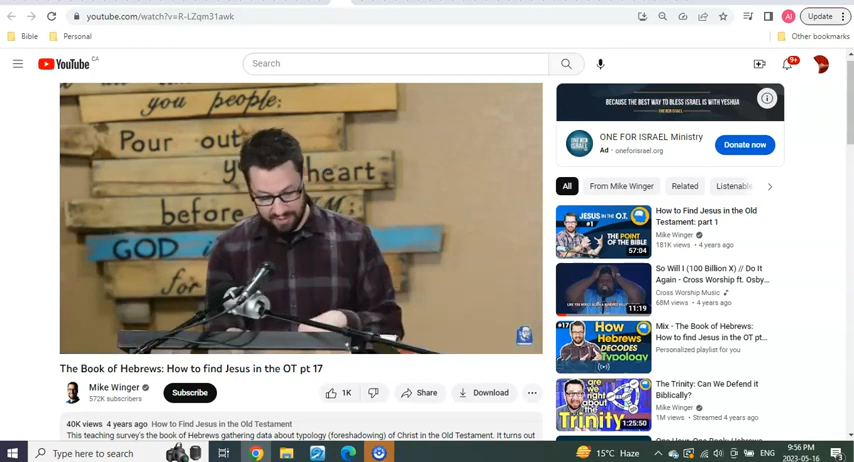 youtube.com/watch?v=R-LZqm31awk
AI
Update
Bible
Personal
Other bookmarks
YouTube CA
Search
9+
you people:
Pour out
heart
before
GOD
for
BECAUSE THE BEST WAY TO BLESS ISRAEL IS WITH YESHUA
ONE FOR ISRAEL Ministry
Ad · oneforisrael.org
Donate now
All
From Mike Winger
Related
Listenable
JESUS IN THE O.T.
#1
THE POINT
OF THE BIBLE
57:04
How to Find Jesus in the Old
Testament: part 1
Mike Winger
181K views • 4 years ago
11:19
So Will I (100 Billion X) // Do It
Again - Cross Worship ft. Osby...
Cross Worship Music
68M views • 4 years ago
#17
How
Hebrews
DECODES
Typology
Mix - The Book of Hebrews:
How to find Jesus in the OT pt...
Personalized playlist for you
are we
right about
the
Trinity
1:25:50
The Trinity: Can We Defend it
Biblically?
Mike Winger
1M views • Streamed 4 years ago
The Book of Hebrews: How to find Jesus in the OT pt 17
Mike Winger
572K subscribers
Subscribe
1K
Share
Download
40K views 4 years ago How to Find Jesus in the Old Testament
This teaching survey's the book of Hebrews gathering data about typology (foreshadowing of Christ in the Old Testament. It turns out
Type here to search
15°C Haze
ENG
9:56 PM
2023-05-16
3